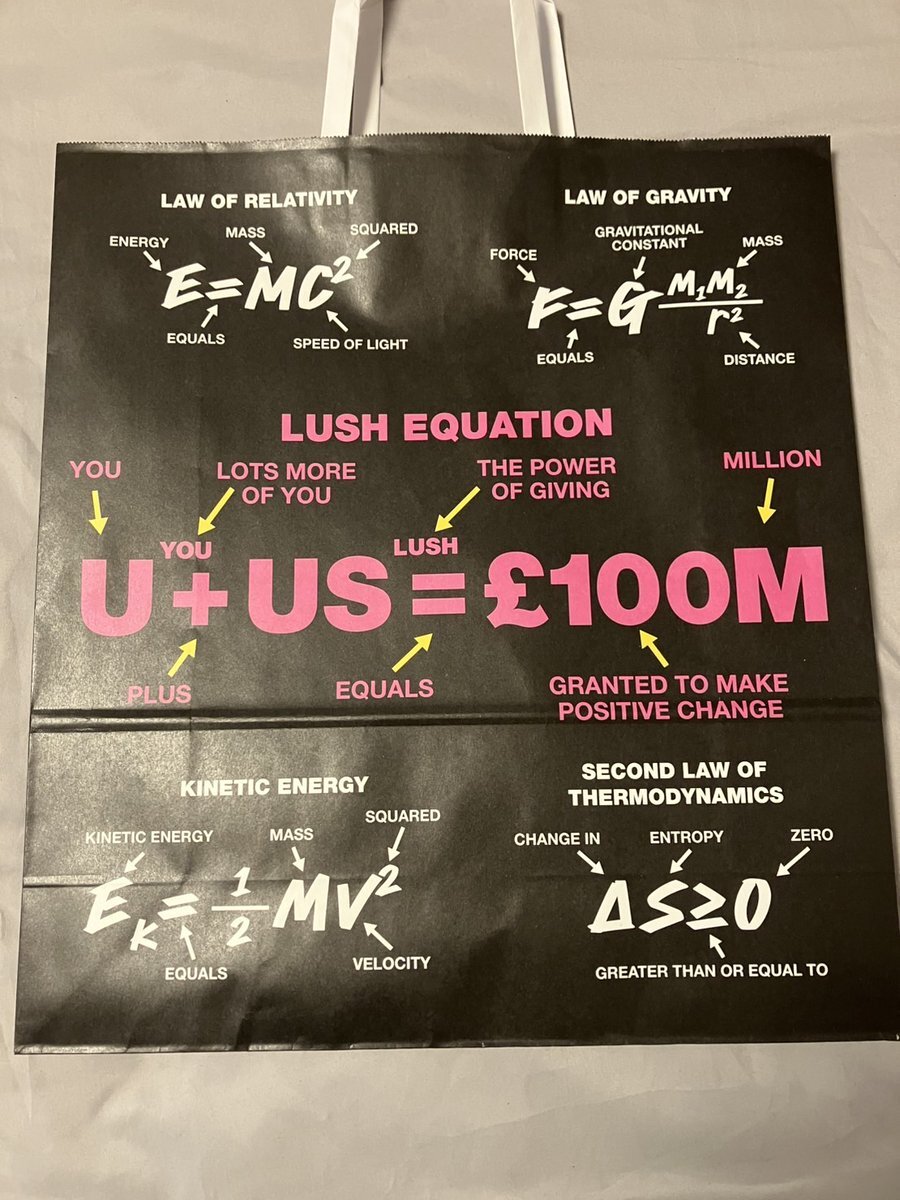 LAW OF RELATIVITY
ENERGY
MASS
SQUARED
E=MC²
EQUALS
SPEED OF LIGHT
LAW OF GRAVITY
FORCE
GRAVITATIONAL
CONSTANT
MASS
F=G M₁M₂
r²
EQUALS
DISTANCE
LUSH EQUATION
YOU
LOTS MORE
OF YOU
THE POWER
OF GIVING
MILLION
YOU
LUSH
U+US=£100M
PLUS
EQUALS
GRANTED TO MAKE
POSITIVE CHANGE
KINETIC ENERGY
KINETIC ENERGY
MASS
SQUARED
Eₖ=½MV²
EQUALS
VELOCITY
SECOND LAW OF
THERMODYNAMICS
CHANGE IN
ENTROPY
ZERO
ΔS≥0
GREATER THAN OR EQUAL TO